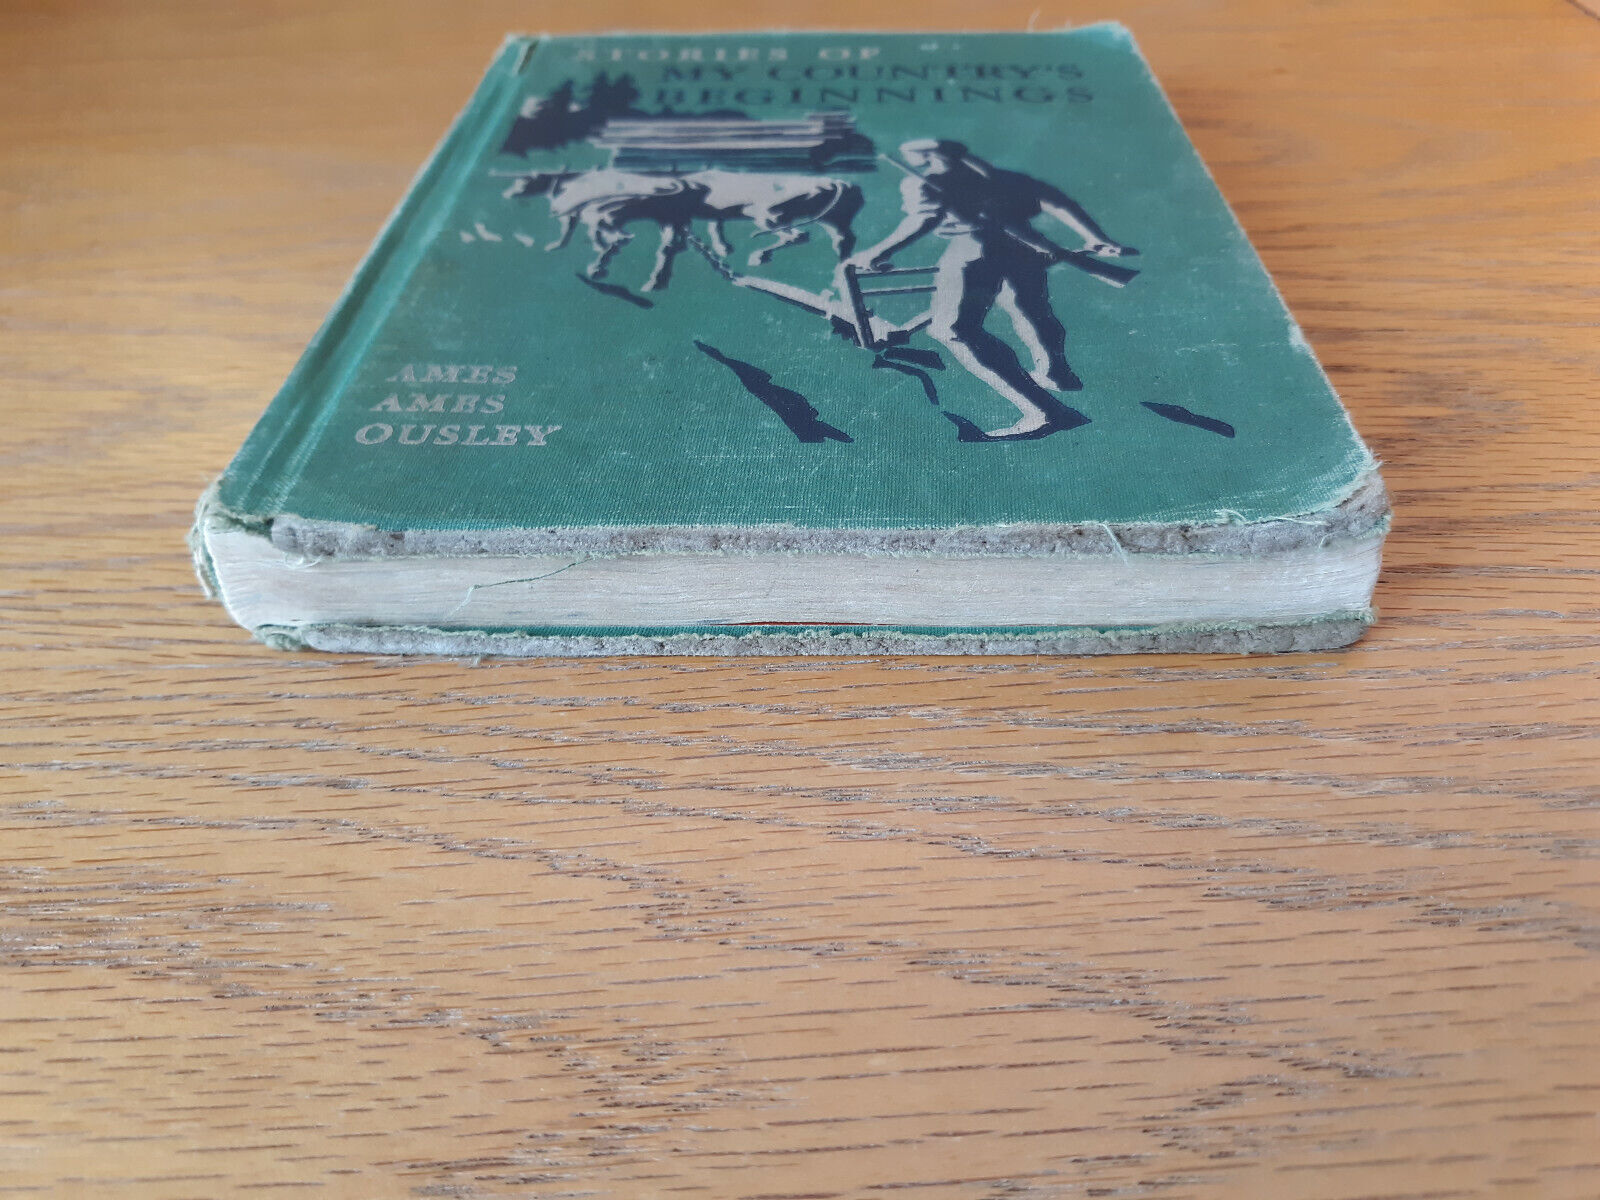 STORIES OF
MY COUNTRY'S
BEGINNINGS
AMES
AMES
OUSLEY